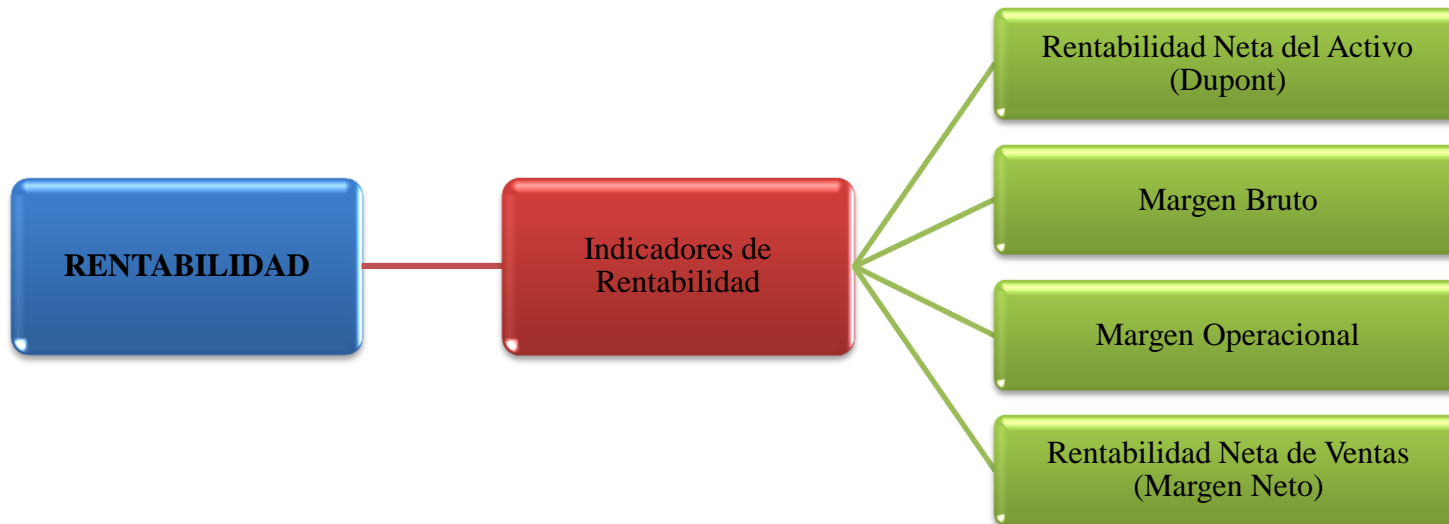 RENTABILIDAD
Indicadores de
Rentabilidad
Rentabilidad Neta del Activo
(Dupont)
Margen Bruto
Margen Operacional
Rentabilidad Neta de Ventas
(Margen Neto)